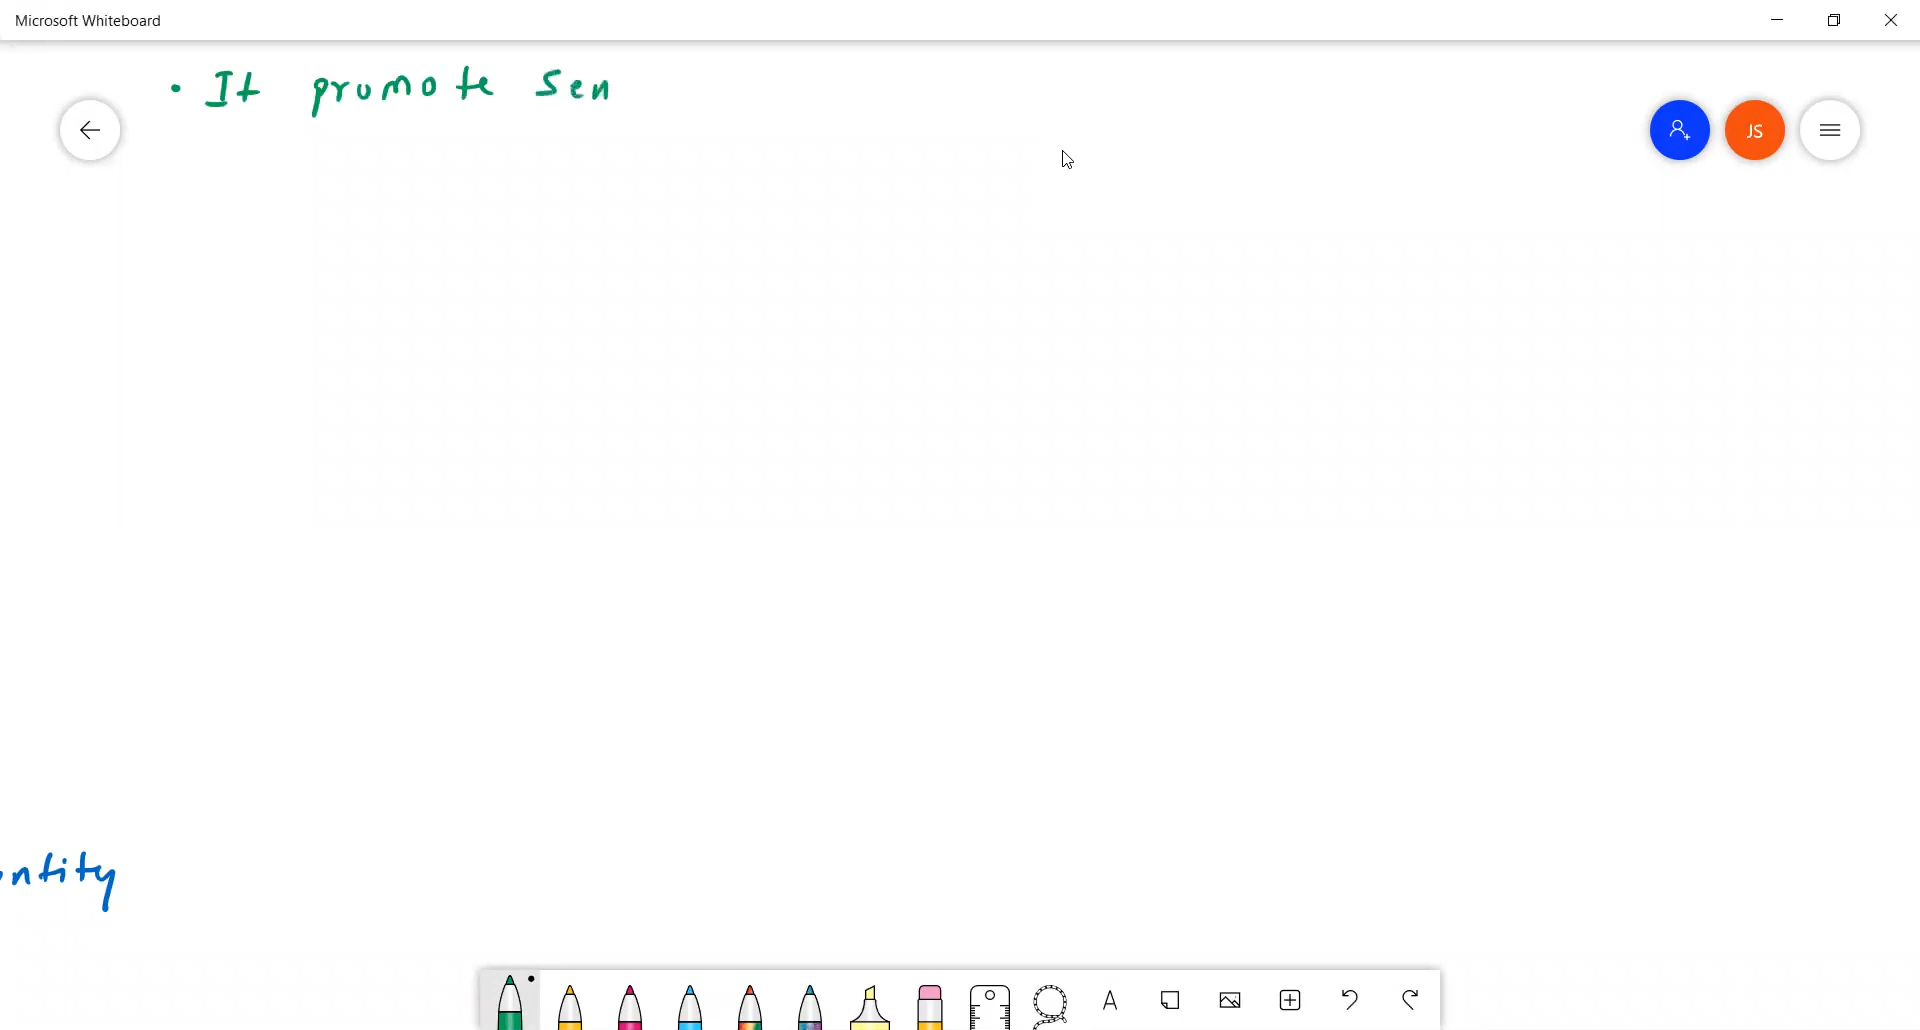 Microsoft Whiteboard
• It promote sen
JS
ntity
A